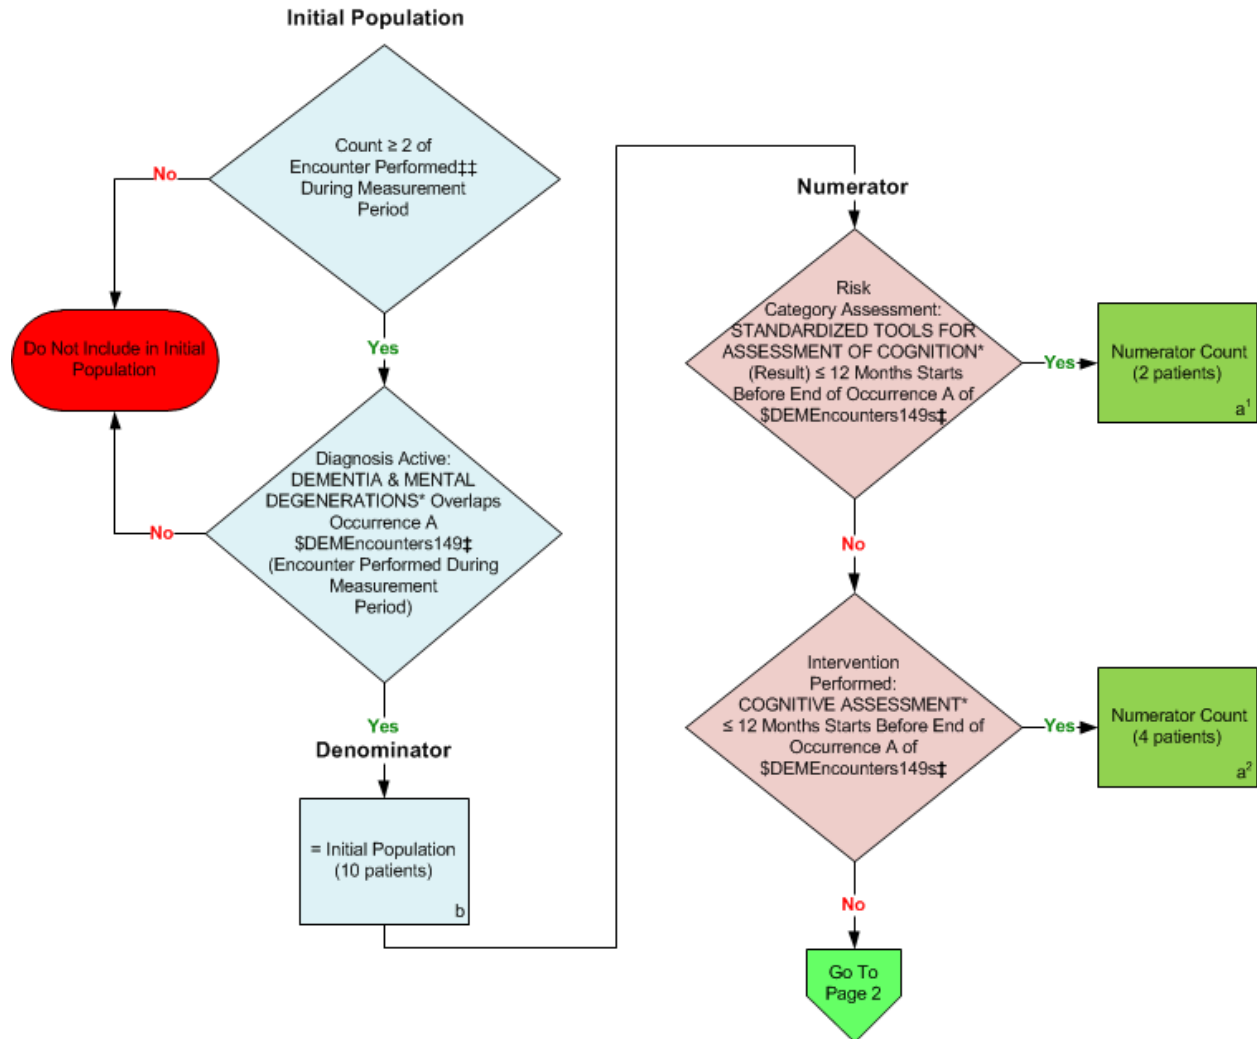 Initial Population
Count ≥ 2 of
Encounter Performed‡‡
During Measurement
Period
No
Yes
Do Not Include in Initial
Population
Diagnosis Active:
DEMENTIA & MENTAL
DEGENERATIONS* Overlaps
Occurrence A
$DEMEncounters149‡
(Encounter Performed During
Measurement
Period)
No
Yes
Denominator
= Initial Population
(10 patients)
b
Numerator
Risk
Category Assessment:
STANDARDIZED TOOLS FOR
ASSESSMENT OF COGNITION*
(Result) ≤ 12 Months Starts
Before End of Occurrence A of
$DEMEncounters149s‡
Yes
Numerator Count
(2 patients)
a¹
No
Intervention
Performed:
COGNITIVE ASSESSMENT*
≤ 12 Months Starts Before End of
Occurrence A of
$DEMEncounters149s‡
Yes
Numerator Count
(4 patients)
a²
No
Go To
Page 2